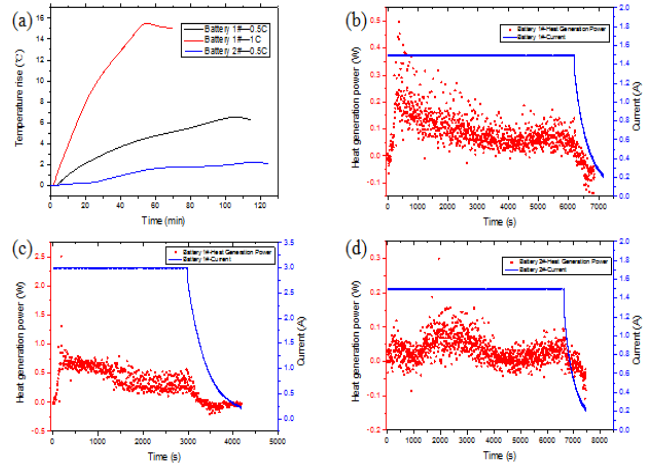 (a)
Battery 1#—0.5C
Battery 1#—1C
Battery 2#—0.5C
16
14
12
10
8
6
4
2
0
Temperature rise (℃)
0 20 40 60 80 100 120
Time (min)
(b)
Battery 1#-Heat Generation Power
Battery 1#-Current
0.5
0.4
0.3
0.2
0.1
0.0
-0.1
Heat generation power (W)
2.0
1.8
1.6
1.4
1.2
1.0
0.8
0.6
0.4
0.2
0.0
Current (A)
0 1000 2000 3000 4000 5000 6000 7000
Time (s)
(c)
Battery 1#-Heat Generation Power
Battery 1#-Current
2.5
2.0
1.5
1.0
0.5
0.0
-0.5
Heat generation power (W)
3.5
3.0
2.5
2.0
1.5
1.0
0.5
0.0
Current (A)
0 1000 2000 3000 4000 5000
Time (s)
(d)
Battery 2#-Heat Generation Power
Battery 2#-Current
0.3
0.2
0.1
0.0
-0.1
-0.2
Heat generation power (W)
2.0
1.8
1.6
1.4
1.2
1.0
0.8
0.6
0.4
0.2
0.0
Current (A)
0 1000 2000 3000 4000 5000 6000 7000 8000
Time (s)